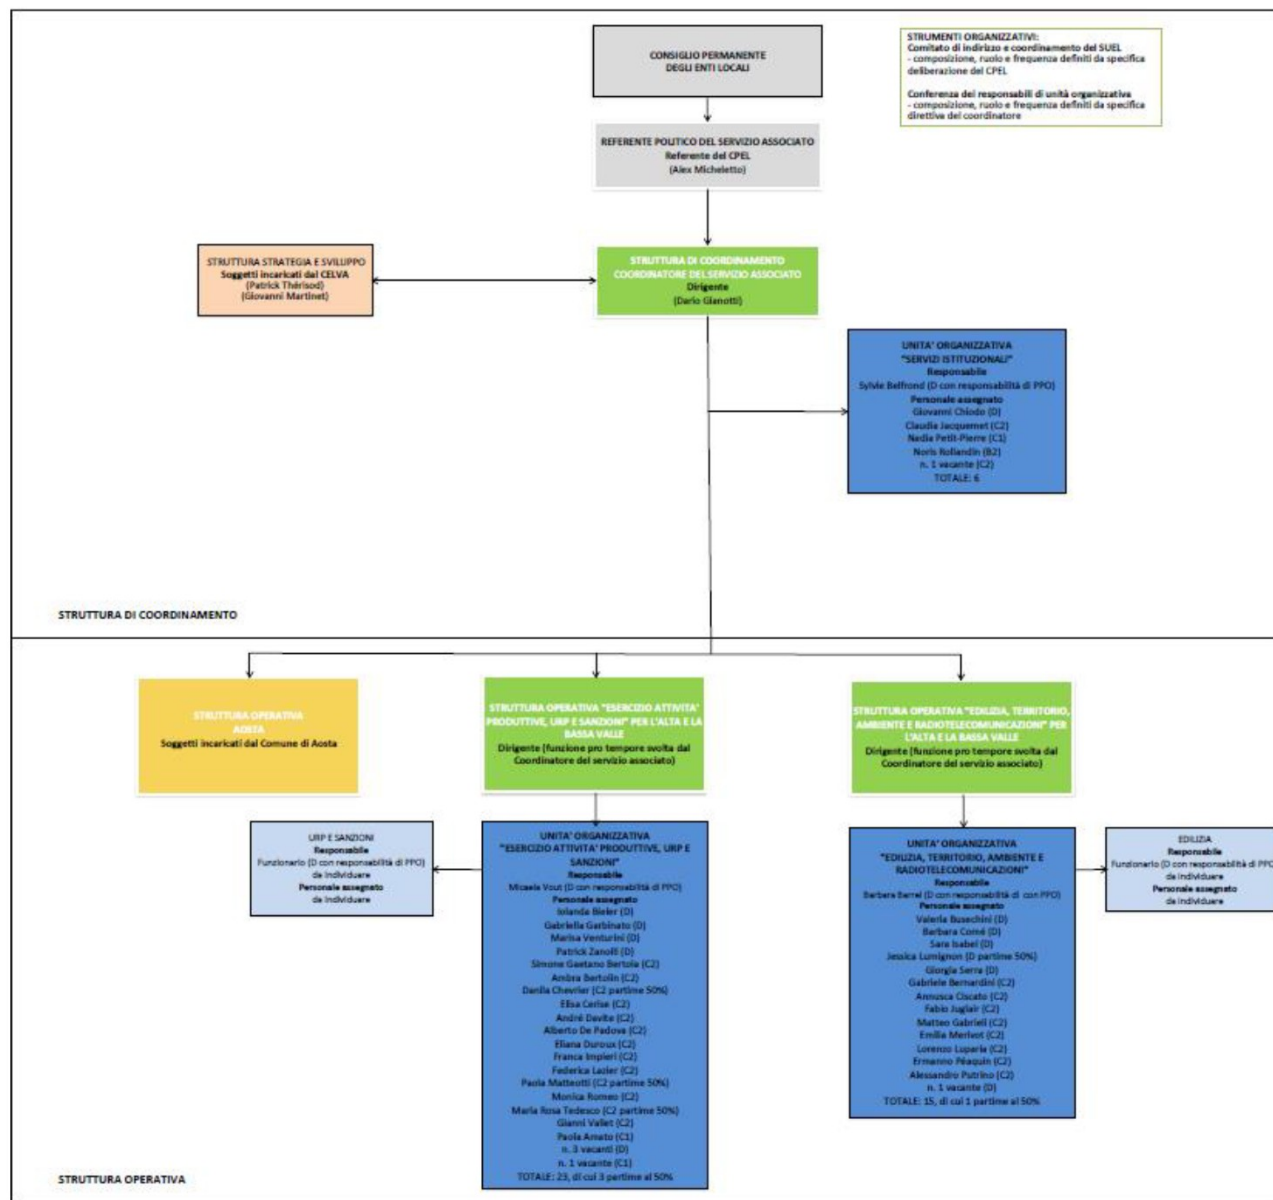 CONSIGLIO PERMANENTE
DEGLI ENTI LOCALI
STRUMENTI ORGANIZZATIVI:
Comitato di indirizzo e coordinamento del SUEL
- composizione, ruolo e frequenza definiti da specifica
deliberazione del CPEL
Conferenza dei responsabili di unità organizzativa
- composizione, ruolo e frequenza definiti da specifica
direttiva del coordinatore
REFERENTE POLITICO DEL SERVIZIO ASSOCIATO
Referente del CPEL
(Alex Micheletto)
STRUTTURA STRATEGIA E SVILUPPO
Soggetti incaricati dal CELVA
(Patrick Thérisod)
(Giovanni Martinet)
STRUTTURA DI COORDINAMENTO
COORDINATORE DEL SERVIZIO ASSOCIATO
Dirigente
(Dario Gianotti)
UNITA' ORGANIZZATIVA
"SERVIZI ISTITUZIONALI"
Responsabile
Sylvie Belfrond (D con responsabilità di PPO)
Personale assegnato
Giovanni Chiodo (D)
Claudia Jacquemet (C2)
Nadia Petit-Pierre (C1)
Noris Rollandin (B2)
n. 1 vacante (C2)
TOTALE: 6
STRUTTURA DI COORDINAMENTO
STRUTTURA OPERATIVA
AOSTA
Soggetti incaricati dal Comune di Aosta
STRUTTURA OPERATIVA "ESERCIZIO ATTIVITA'
PRODUTTIVE, URP E SANZIONI" PER L'ALTA E LA
BASSA VALLE
Dirigente (funzione pro tempore svolta dal
Coordinatore del servizio associato)
STRUTTURA OPERATIVA "EDILIZIA, TERRITORIO,
AMBIENTE E RADIOTELECOMUNICAZIONI" PER
L'ALTA E LA BASSA VALLE
Dirigente (funzione pro tempore svolta dal
Coordinatore del servizio associato)
URP E SANZIONI
Responsabile
Funzionario (D con responsabilità di PPO)
da individuare
Personale assegnato
da individuare
UNITA' ORGANIZZATIVA
"ESERCIZIO ATTIVITA' PRODUTTIVE, URP E
SANZIONI"
Responsabile
Micaela Vout (D con responsabilità di PPO)
Personale assegnato
Iolanda Bieler (D)
Gabriella Garbinato (D)
Marisa Venturini (D)
Patrick Zanolli (D)
Simone Gaetano Bertola (C2)
Ambra Bertolin (C2)
Danila Chevrier (C2 partime 50%)
Elisa Cerise (C2)
André Davite (C2)
Alberto De Padova (C2)
Eliana Duroux (C2)
Franca Impieri (C2)
Federica Lazier (C2)
Paola Matteotti (C2 partime 50%)
Monica Romeo (C2)
Maria Rosa Tedesco (C2 partime 50%)
Gianni Vallet (C2)
Paola Amato (C1)
n. 3 vacanti (D)
n. 1 vacante (C1)
TOTALE: 23, di cui 3 partime al 50%
UNITA' ORGANIZZATIVA
"EDILIZIA, TERRITORIO, AMBIENTE E
RADIOTELECOMUNICAZIONI"
Responsabile
Barbara Barrel (D con responsabilità di con PPO)
Personale assegnato
Valeria Busechini (D)
Barbara Comé (D)
Sara Isabel (D)
Jessica Lumignon (D partime 50%)
Giorgia Serra (D)
Gabriele Bernardini (C2)
Annusca Ciscato (C2)
Fabio Juglair (C2)
Matteo Gabrieli (C2)
Emilia Merivot (C2)
Lorenzo Luparia (C2)
Ermanno Péaquin (C2)
Alessandro Putrino (C2)
n. 1 vacante (D)
TOTALE: 15, di cui 1 partime al 50%
EDILIZIA
Responsabile
Funzionario (D con responsabilità di PPO)
da individuare
Personale assegnato
da individuare
STRUTTURA OPERATIVA